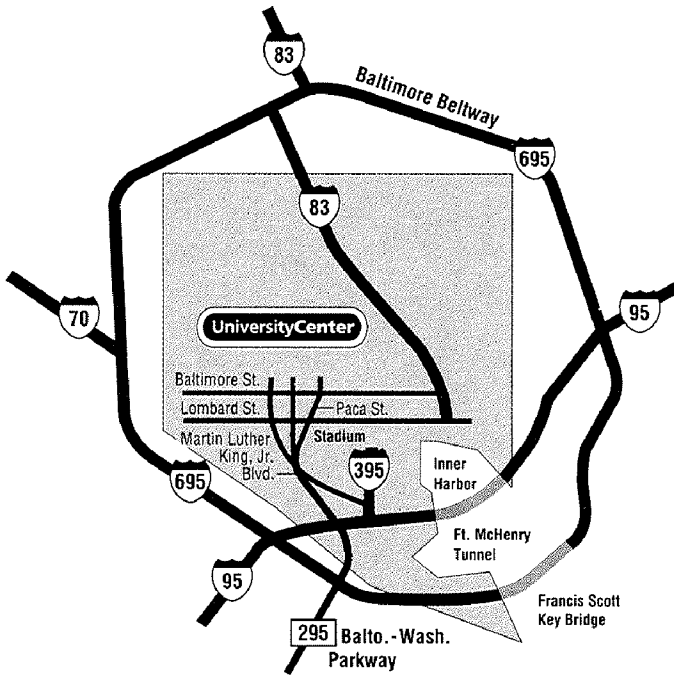 83
Baltimore Beltway
695
83
70
95
UniversityCenter
Baltimore St.
Lombard St.
Paca St.
Martin Luther
King, Jr.
Blvd.
Stadium
395
Inner
Harbor
695
Ft. McHenry
Tunnel
95
Francis Scott
Key Bridge
295 Balto.-Wash.
Parkway